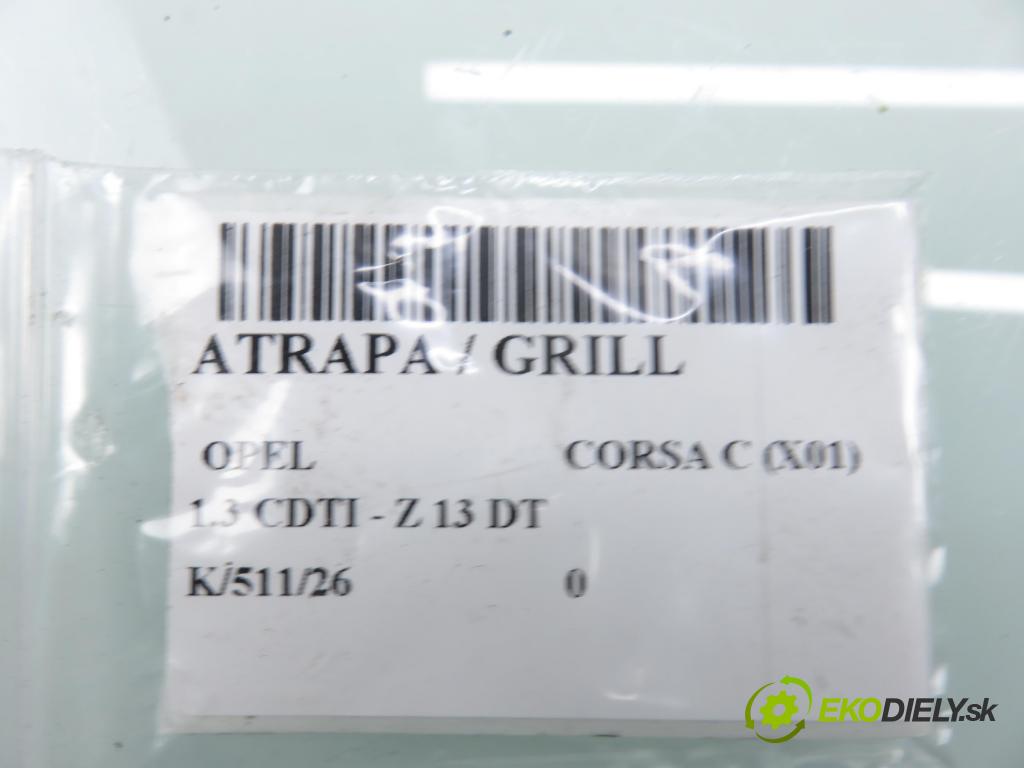 ATRAPA / GRILL
OPEL CORSA C (X01)
1.3 CDTI - Z 13 DT
K/511/26 0
EKODIELY.sk